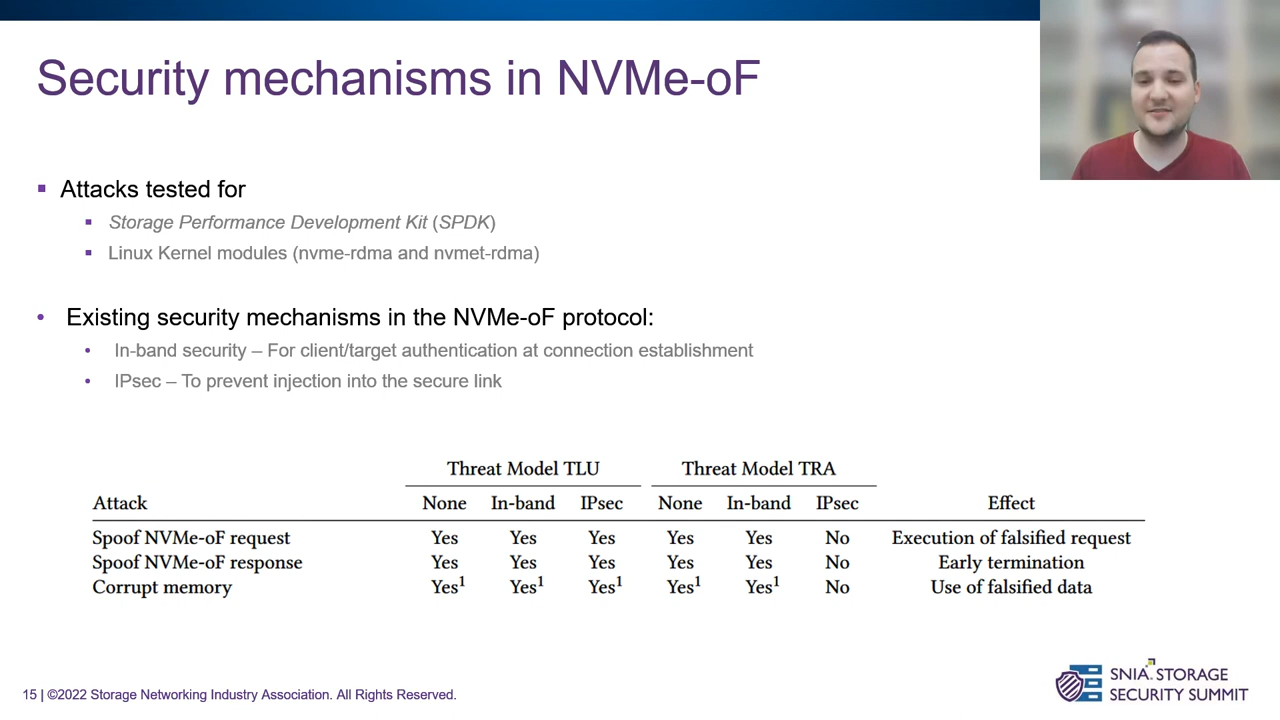 Security mechanisms in NVMe-oF
▪ Attacks tested for
▪ Storage Performance Development Kit (SPDK)
▪ Linux Kernel modules (nvme-rdma and nvmet-rdma)
• Existing security mechanisms in the NVMe-oF protocol:
• In-band security – For client/target authentication at connection establishment
• IPsec – To prevent injection into the secure link
Threat Model TLU Threat Model TRA
Attack None In-band IPsec None In-band IPsec Effect
Spoof NVMe-oF request Yes Yes Yes Yes Yes No Execution of falsified request
Spoof NVMe-oF response Yes Yes Yes Yes Yes No Early termination
Corrupt memory Yes¹ Yes¹ Yes¹ Yes¹ Yes¹ No Use of falsified data
15 | ©2022 Storage Networking Industry Association. All Rights Reserved.
SNIA. STORAGE
SECURITY SUMMIT